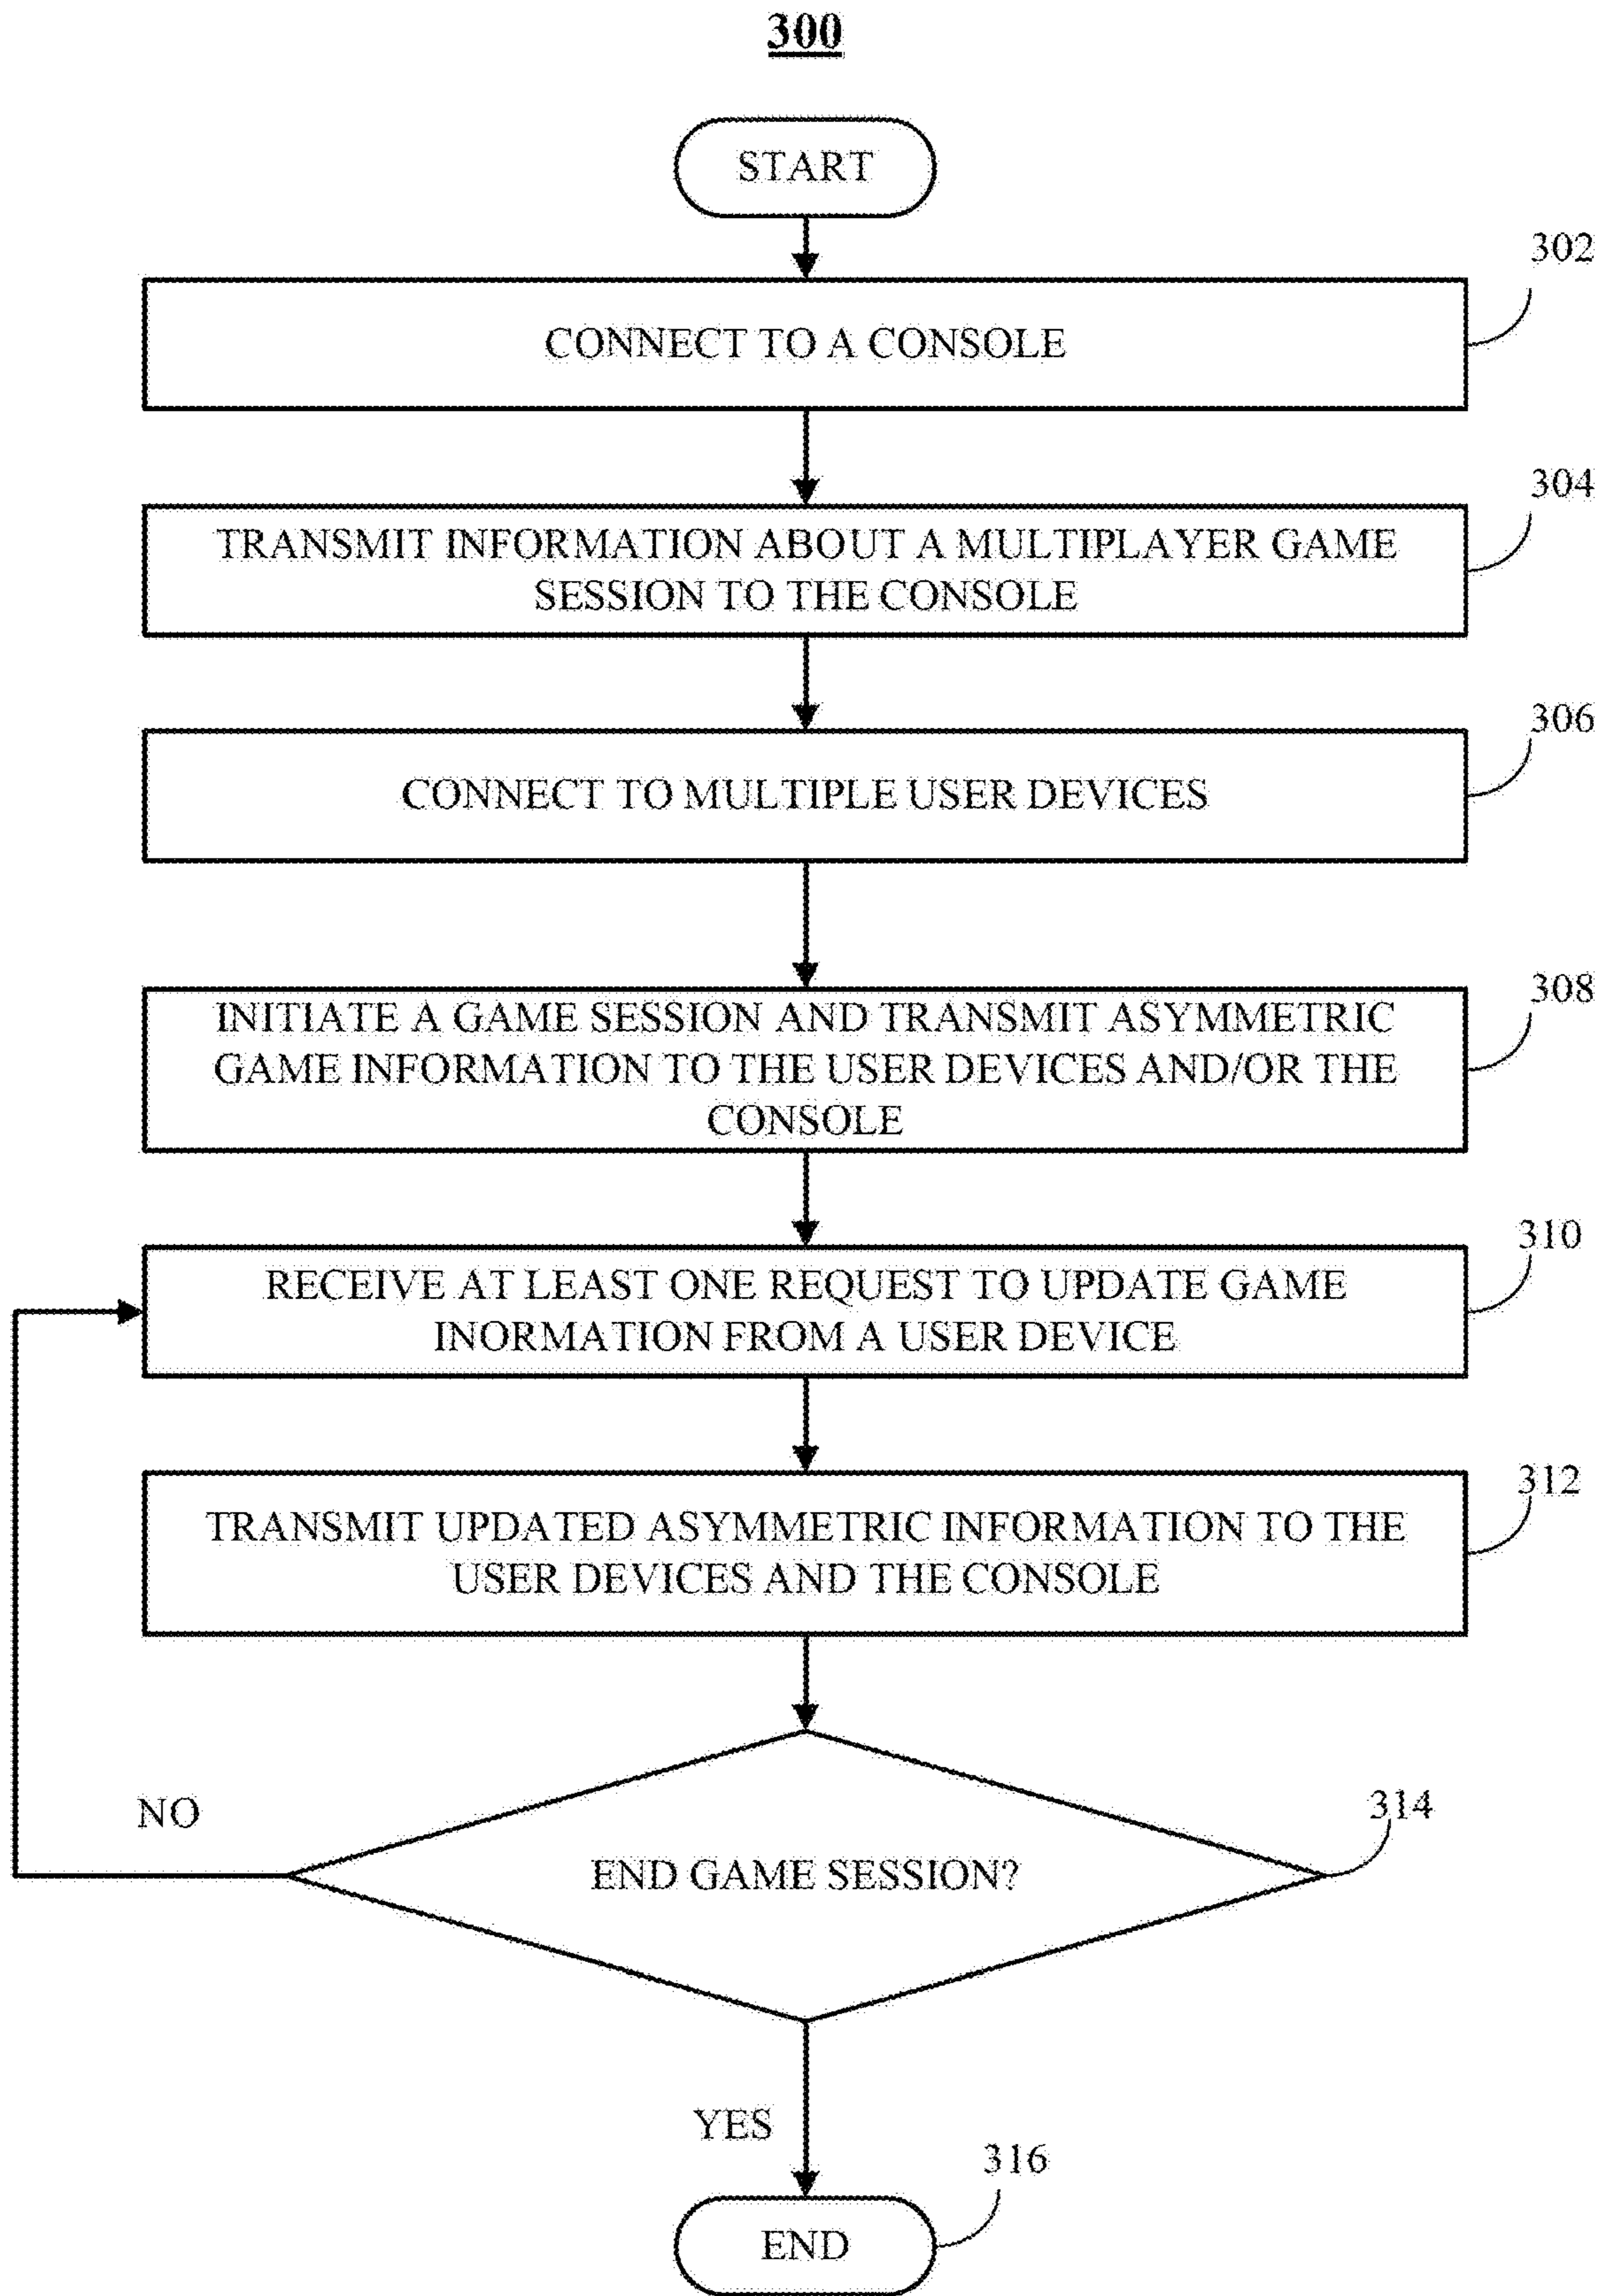 300
START
302
CONNECT TO A CONSOLE
304
TRANSMIT INFORMATION ABOUT A MULTIPLAYER GAME
SESSION TO THE CONSOLE
306
CONNECT TO MULTIPLE USER DEVICES
308
INITIATE A GAME SESSION AND TRANSMIT ASYMMETRIC
GAME INFORMATION TO THE USER DEVICES AND/OR THE
CONSOLE
310
RECEIVE AT LEAST ONE REQUEST TO UPDATE GAME
INORMATION FROM A USER DEVICE
312
TRANSMIT UPDATED ASYMMETRIC INFORMATION TO THE
USER DEVICES AND THE CONSOLE
NO
314
END GAME SESSION?
YES
316
END